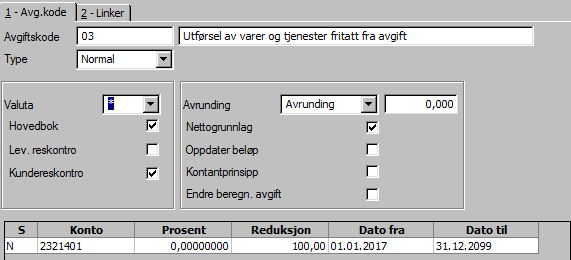 1 - Avg.kode 2 - Linker
Avgiftskode 03 Utførsel av varer og tjenester fritatt fra avgift
Type Normal
Valuta * Avrunding Avrunding 0,000
Hovedbok Nettogrunnlag
Lev. reskontro Oppdater beløp
Kundereskontro Kontantprinsipp
Endre beregn. avgift
S Konto Prosent Reduksjon Dato fra Dato til
N 2321401 0,00000000 100,00 01.01.2017 31.12.2099